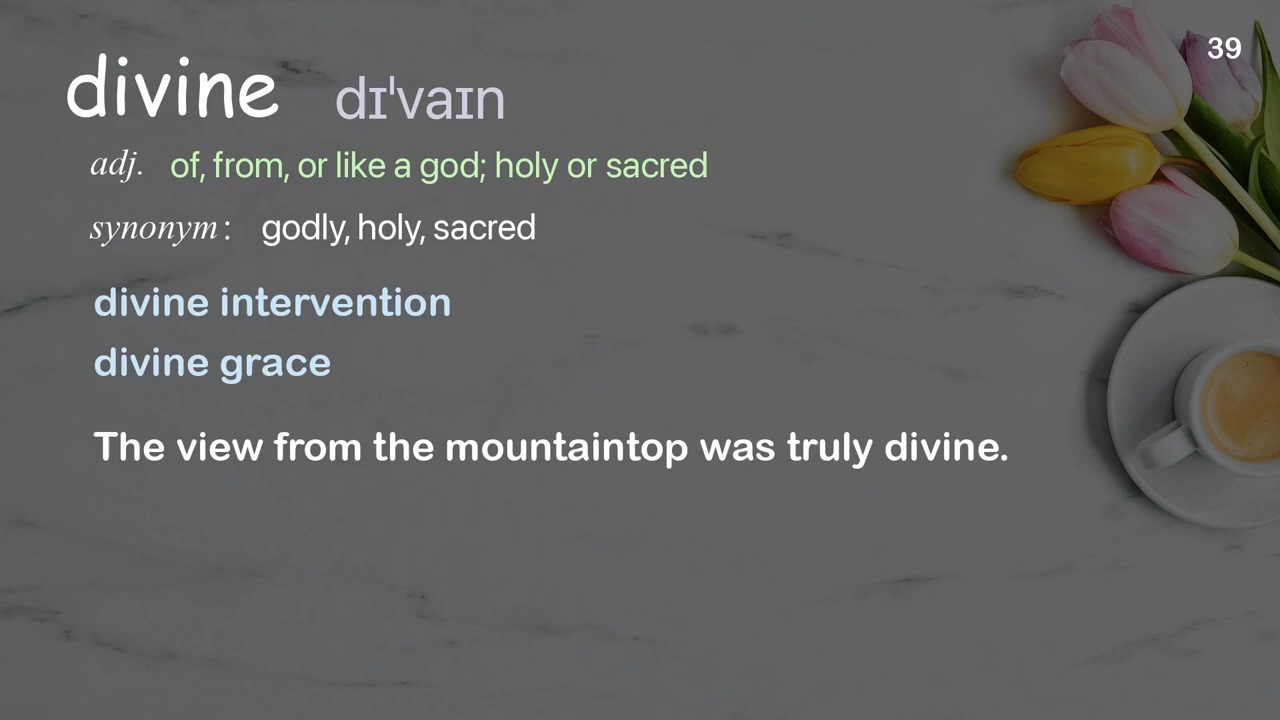 39
divine dɪˈvaɪn
adj. of, from, or like a god; holy or sacred
synonym: godly, holy, sacred
divine intervention
divine grace
The view from the mountaintop was truly divine.